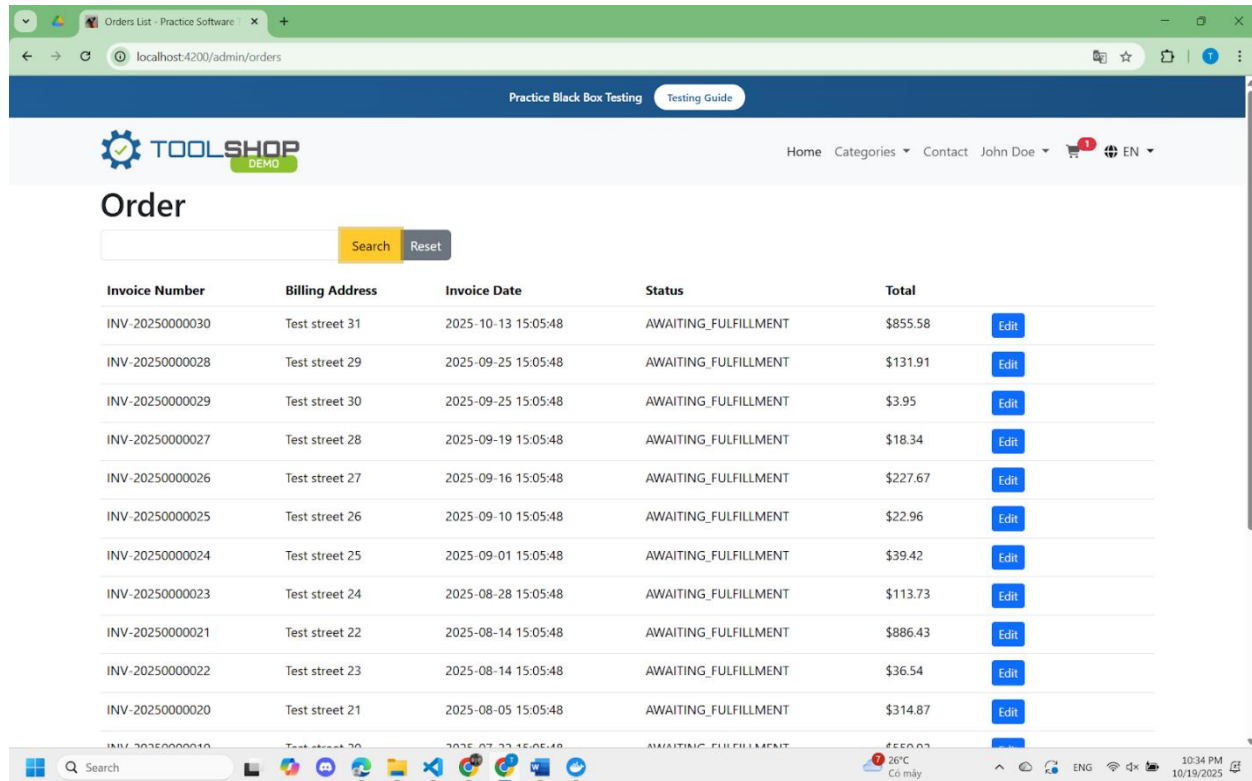 Orders List - Practice Software T
localhost:4200/admin/orders
Practice Black Box Testing Testing Guide
TOOLSHOP
DEMO
Home Categories Contact John Doe 1 EN
Order
Search Reset
Invoice Number Billing Address Invoice Date Status Total
INV-20250000030 Test street 31 2025-10-13 15:05:48 AWAITING_FULFILLMENT $855.58 Edit
INV-20250000028 Test street 29 2025-09-25 15:05:48 AWAITING_FULFILLMENT $131.91 Edit
INV-20250000029 Test street 30 2025-09-25 15:05:48 AWAITING_FULFILLMENT $3.95 Edit
INV-20250000027 Test street 28 2025-09-19 15:05:48 AWAITING_FULFILLMENT $18.34 Edit
INV-20250000026 Test street 27 2025-09-16 15:05:48 AWAITING_FULFILLMENT $227.67 Edit
INV-20250000025 Test street 26 2025-09-10 15:05:48 AWAITING_FULFILLMENT $22.96 Edit
INV-20250000024 Test street 25 2025-09-01 15:05:48 AWAITING_FULFILLMENT $39.42 Edit
INV-20250000023 Test street 24 2025-08-28 15:05:48 AWAITING_FULFILLMENT $113.73 Edit
INV-20250000021 Test street 22 2025-08-14 15:05:48 AWAITING_FULFILLMENT $886.43 Edit
INV-20250000022 Test street 23 2025-08-14 15:05:48 AWAITING_FULFILLMENT $36.54 Edit
INV-20250000020 Test street 21 2025-08-05 15:05:48 AWAITING_FULFILLMENT $314.87 Edit
Search 7 26°C ENG 10:34 PM
Có mây 10/19/2025